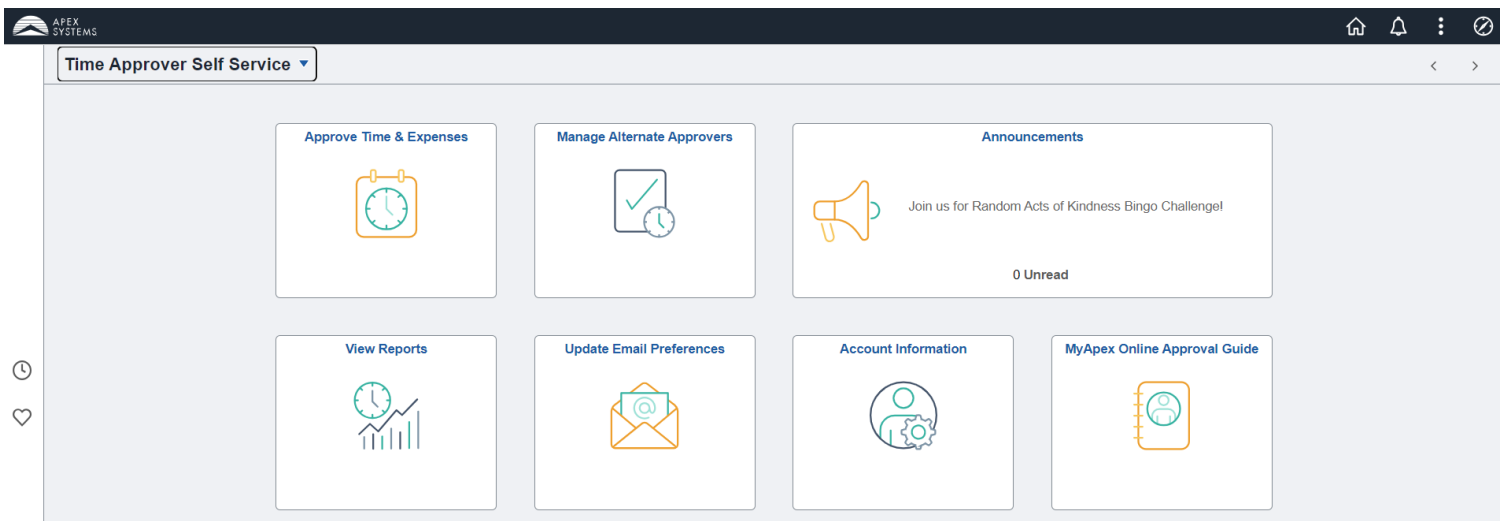 APEX
SYSTEMS
Time Approver Self Service
Approve Time & Expenses
Manage Alternate Approvers
Announcements
Join us for Random Acts of Kindness Bingo Challenge!
0 Unread
View Reports
Update Email Preferences
@
Account Information
MyApex Online Approval Guide